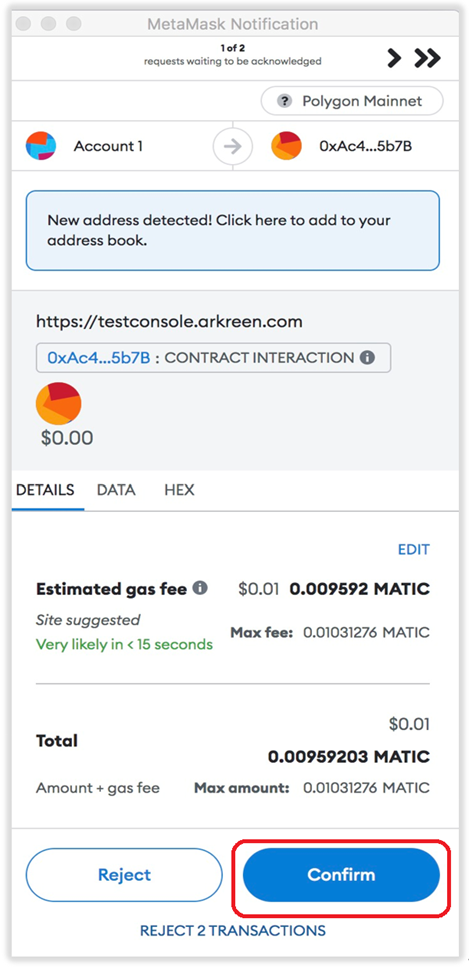 MetaMask Notification
1 of 2
requests waiting to be acknowledged
? Polygon Mainnet
Account 1 0xAc4...5b7B
New address detected! Click here to add to your
address book.
https://testconsole.arkreen.com
0xAc4...5b7B : CONTRACT INTERACTION
$0.00
DETAILS DATA HEX
EDIT
Estimated gas fee $0.01 0.009592 MATIC
Site suggested
Very likely in < 15 seconds Max fee: 0.01031276 MATIC
$0.01
Total
0.00959203 MATIC
Amount + gas fee Max amount: 0.01031276 MATIC
Reject Confirm
REJECT 2 TRANSACTIONS